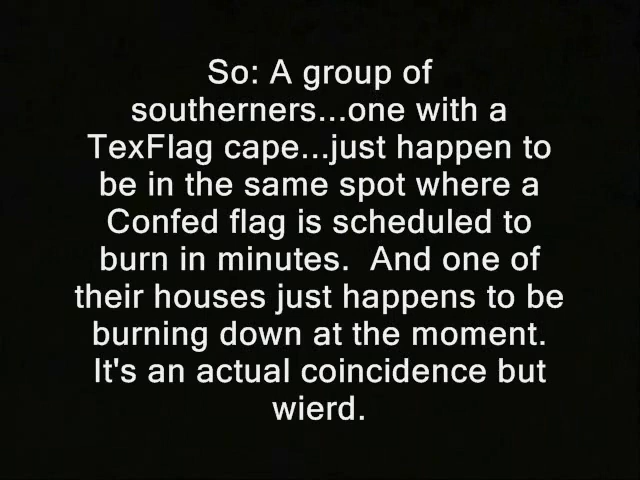 So: A group of
southerners...one with a
TexFlag cape...just happen to
be in the same spot where a
Confed flag is scheduled to
burn in minutes.  And one of
their houses just happens to be
burning down at the moment.
It's an actual coincidence but
wierd.